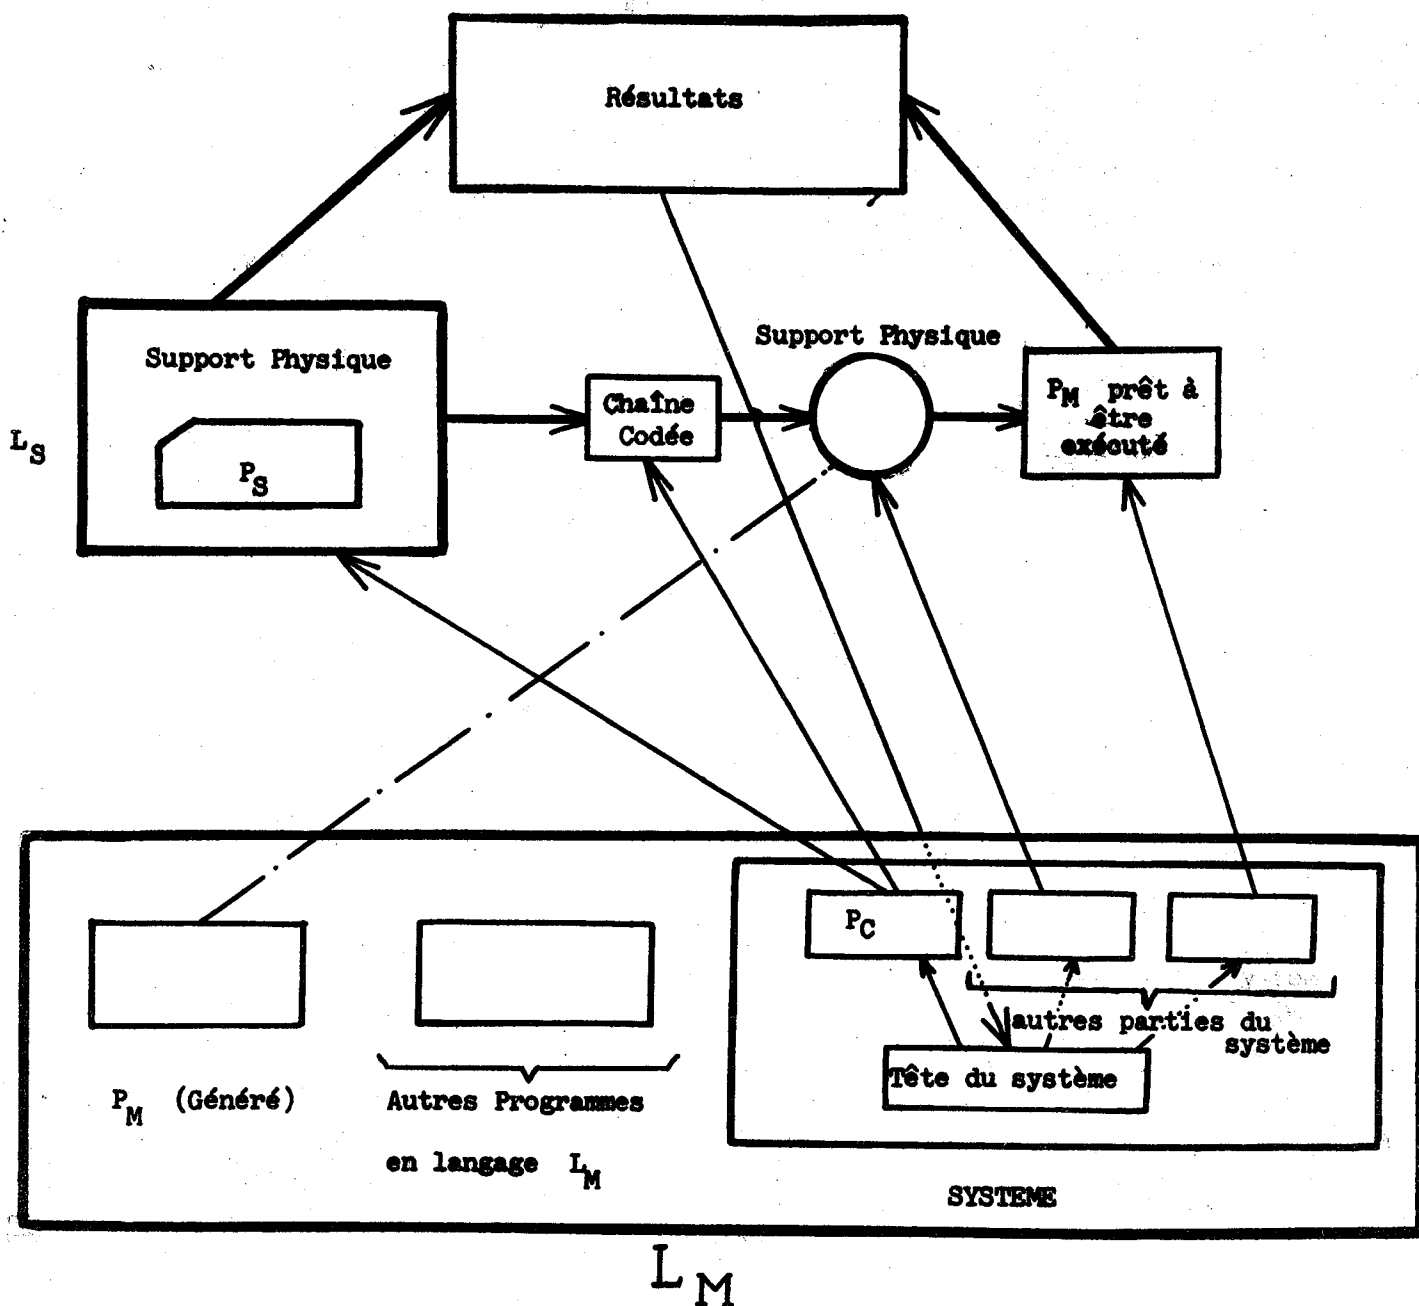 Résultats
Support Physique
Support Physique
L_S
P_S
Chaîne
Codée
P_M prêt à
être
exécuté
P_C
autres parties du
système
Tête du système
P_M (Généré)
Autres Programmes
en langage L_M
SYSTEME
L_M